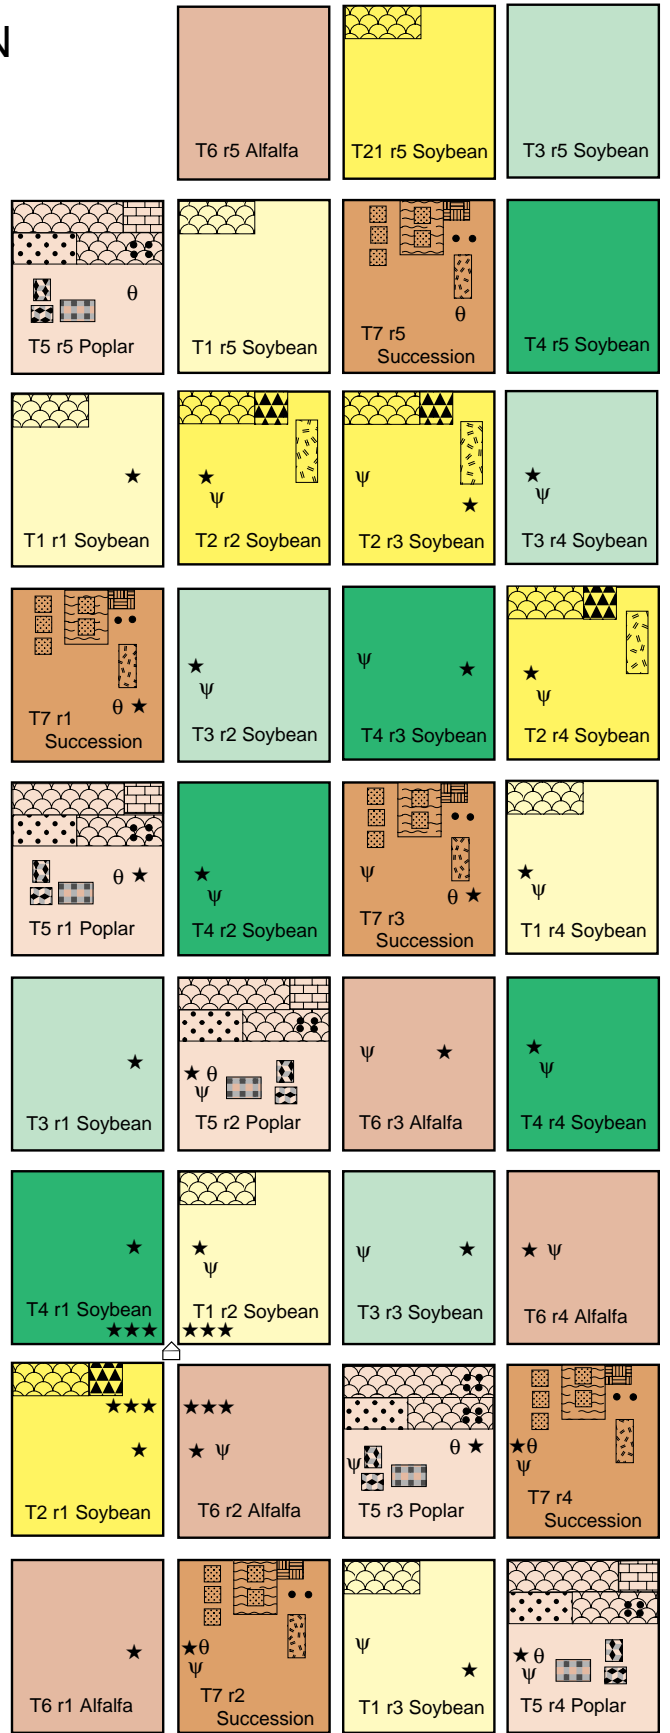 N
T6 r5 Alfalfa
T21 r5 Soybean
T3 r5 Soybean
θ
T5 r5 Poplar
T1 r5 Soybean
θ
T7 r5
Succession
T4 r5 Soybean
T1 r1 Soybean
ψ
T2 r2 Soybean
ψ
T2 r3 Soybean
ψ
T3 r4 Soybean
θ
T7 r1
Succession
ψ
T3 r2 Soybean
ψ
T4 r3 Soybean
ψ
T2 r4 Soybean
θ
T5 r1 Poplar
ψ
T4 r2 Soybean
ψ
θ
T7 r3
Succession
ψ
T1 r4 Soybean
T3 r1 Soybean
θ
ψ
T5 r2 Poplar
ψ
T6 r3 Alfalfa
ψ
T4 r4 Soybean
T4 r1 Soybean
ψ
T1 r2 Soybean
ψ
T3 r3 Soybean
ψ
T6 r4 Alfalfa
T2 r1 Soybean
ψ
T6 r2 Alfalfa
θ
ψ
T5 r3 Poplar
θ
ψ
T7 r4
Succession
T6 r1 Alfalfa
θ
ψ
T7 r2
Succession
ψ
T1 r3 Soybean
θ
ψ
T5 r4 Poplar